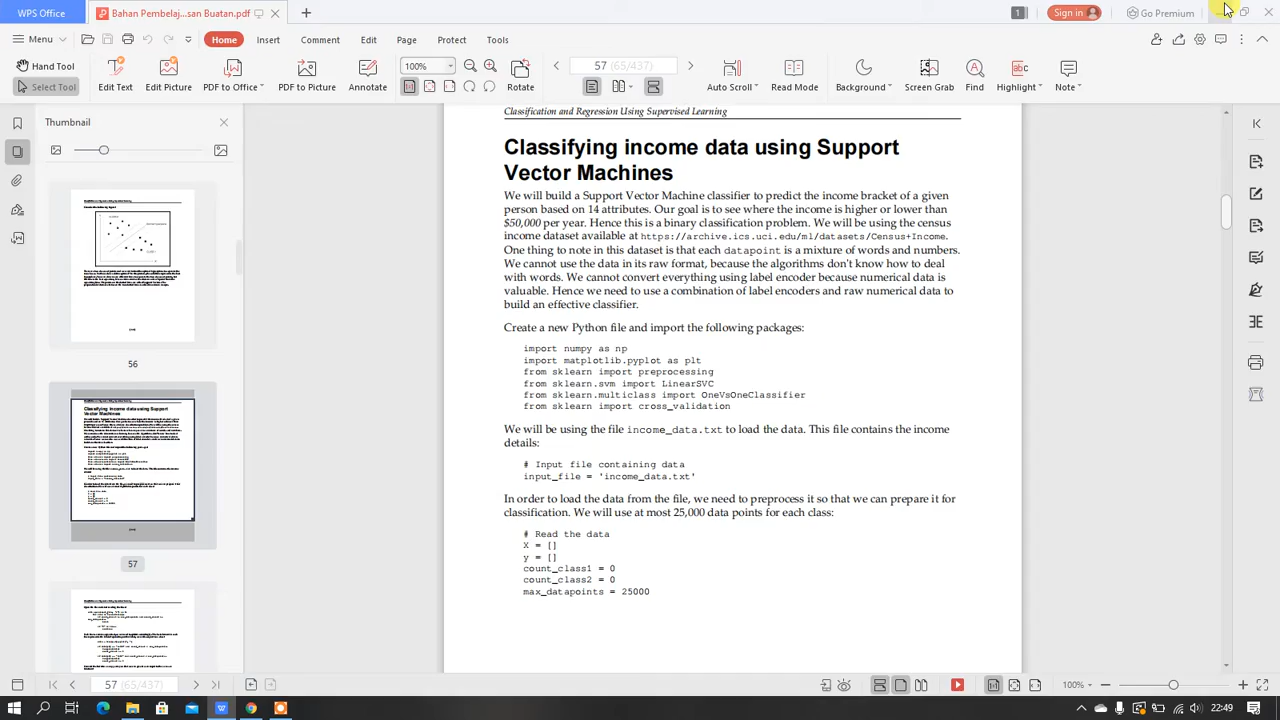 WPS Office
Bahan Pembelaj...san Buatan.pdf
1
Sign in
Go Premium
Menu
Home
Insert
Comment
Edit
Page
Protect
Tools
Hand Tool
Select Tool
Edit Text
Edit Picture
PDF to Office
PDF to Picture
Annotate
100%
Rotate
57 (65/437)
Auto Scroll
Read Mode
Background
Screen Grab
Find
Highlight
Note
Thumbnail
56
57
Classification and Regression Using Supervised Learning
Classifying income data using Support
Vector Machines
We will build a Support Vector Machine classifier to predict the income bracket of a given
person based on 14 attributes. Our goal is to see where the income is higher or lower than
$50,000 per year. Hence this is a binary classification problem. We will be using the census
income dataset available at https://archive.ics.uci.edu/ml/datasets/Census+Income.
One thing to note in this dataset is that each datapoint is a mixture of words and numbers.
We cannot use the data in its raw format, because the algorithms don't know how to deal
with words. We cannot convert everything using label encoder because numerical data is
valuable. Hence we need to use a combination of label encoders and raw numerical data to
build an effective classifier.
Create a new Python file and import the following packages:
import numpy as np
import matplotlib.pyplot as plt
from sklearn import preprocessing
from sklearn.svm import LinearSVC
from sklearn.multiclass import OneVsOneClassifier
from sklearn import cross_validation
We will be using the file income_data.txt to load the data. This file contains the income
details:
# Input file containing data
input_file = 'income_data.txt'
In order to load the data from the file, we need to preprocess it so that we can prepare it for
classification. We will use at most 25,000 data points for each class:
# Read the data
X = []
y = []
count_class1 = 0
count_class2 = 0
max_datapoints = 25000
57 (65/437)
100%
22:49